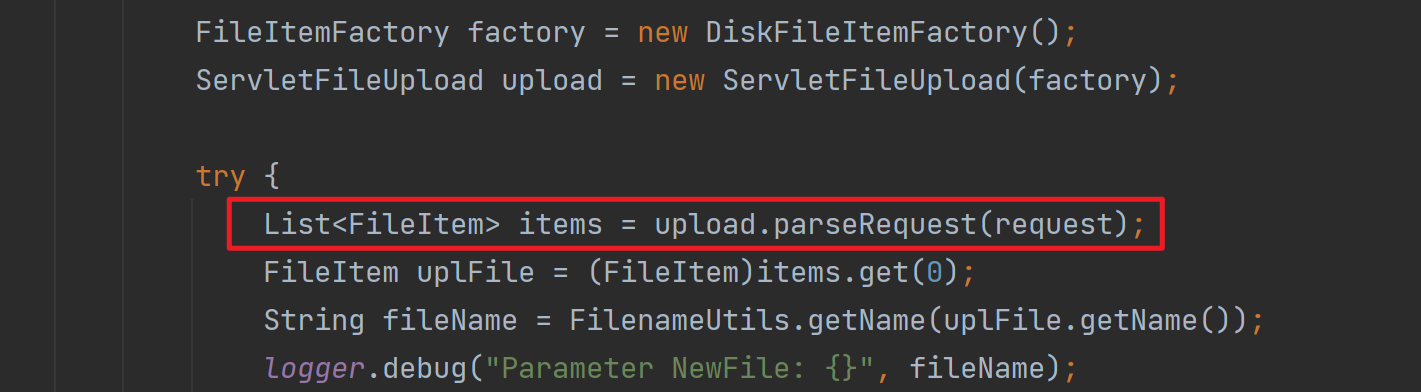 FileItemFactory factory = new DiskFileItemFactory();
ServletFileUpload upload = new ServletFileUpload(factory);
try {
List<FileItem> items = upload.parseRequest(request);
FileItem uplFile = (FileItem)items.get(0);
String fileName = FilenameUtils.getName(uplFile.getName());
logger.debug("Parameter NewFile: {}", fileName);